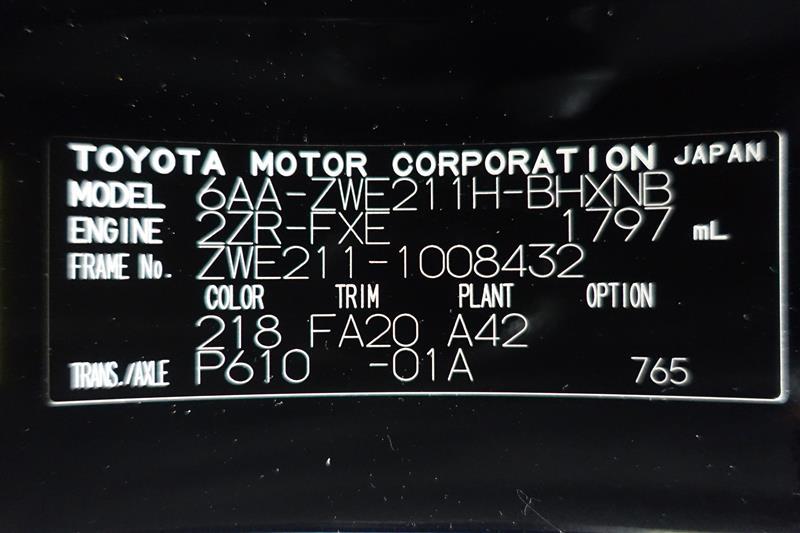 TOYOTA MOTOR CORPORATION JAPAN
MODEL 6AA-ZWE211H-BHXNB
ENGINE 2ZR-FXE 1797 mL
FRAME No. ZWE211-1008432
COLOR TRIM PLANT OPTION
218 FA20 A42
TRANS./AXLE P610 -01A 765